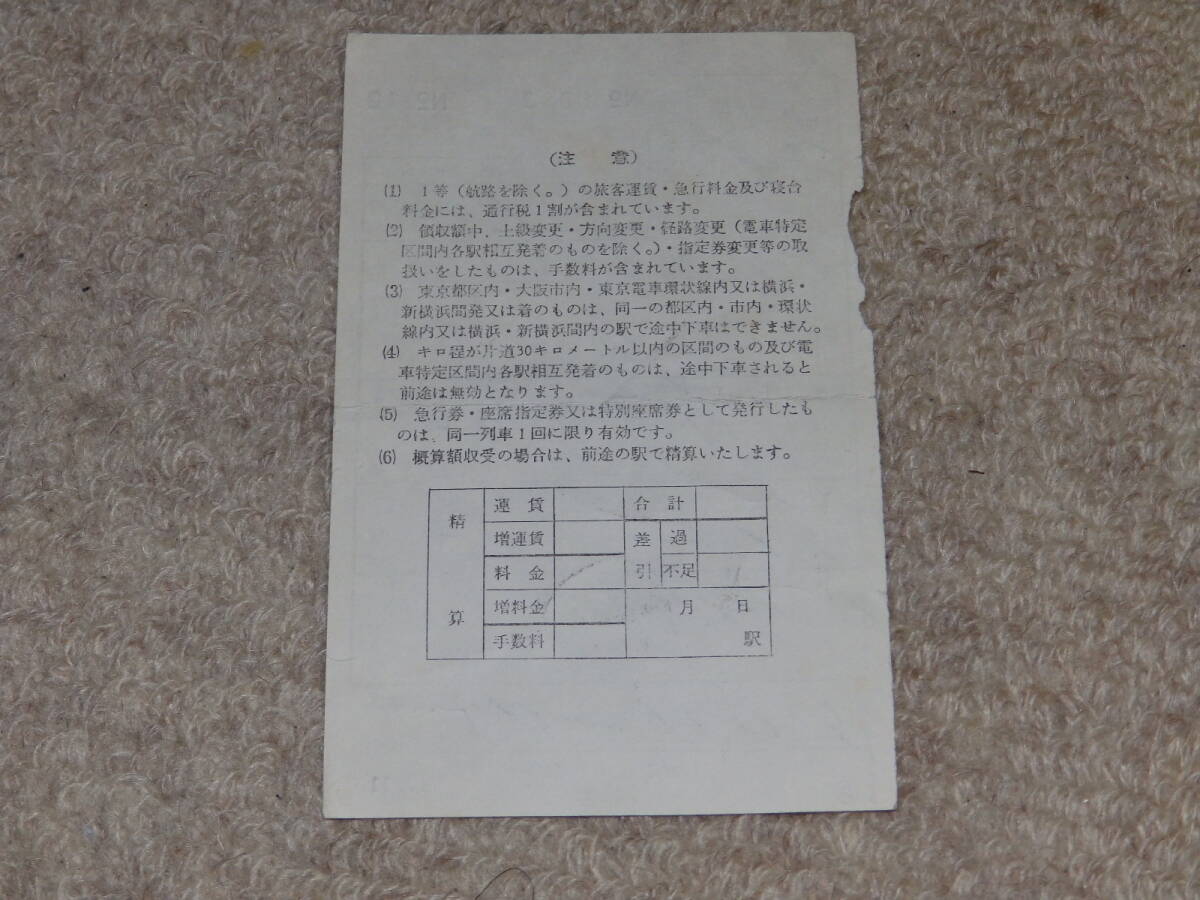 (注 意)
(1) 1等(航路を除く。)の旅客運賃・急行料金及び寝台
料金には、通行税1割が含まれています。
(2) 領収額中、上級変更・方向変更・経路変更(電車特定
区間内各駅相互発着のものを除く。)・指定券変更等の取
扱いをしたものは、手数料が含まれています。
(3) 東京都区内・大阪市内・東京電車環状線内又は横浜・
新横浜間発又は着のものは、同一の都区内・市内・環状
線内又は横浜・新横浜間内の駅で途中下車はできません。
(4) キロ程が片道30キロメートル以内の区間のもの及び電
車特定区間内各駅相互発着のものは、途中下車されると
前途は無効となります。
(5) 急行券・座席指定券又は特別座席券として発行したも
のは、同一列車1回に限り有効です。
(6) 概算額収受の場合は、前途の駅で精算いたします。
精算
運賃 合計
増運賃 差引 過
料金 不足
増料金 月 日
手数料 駅